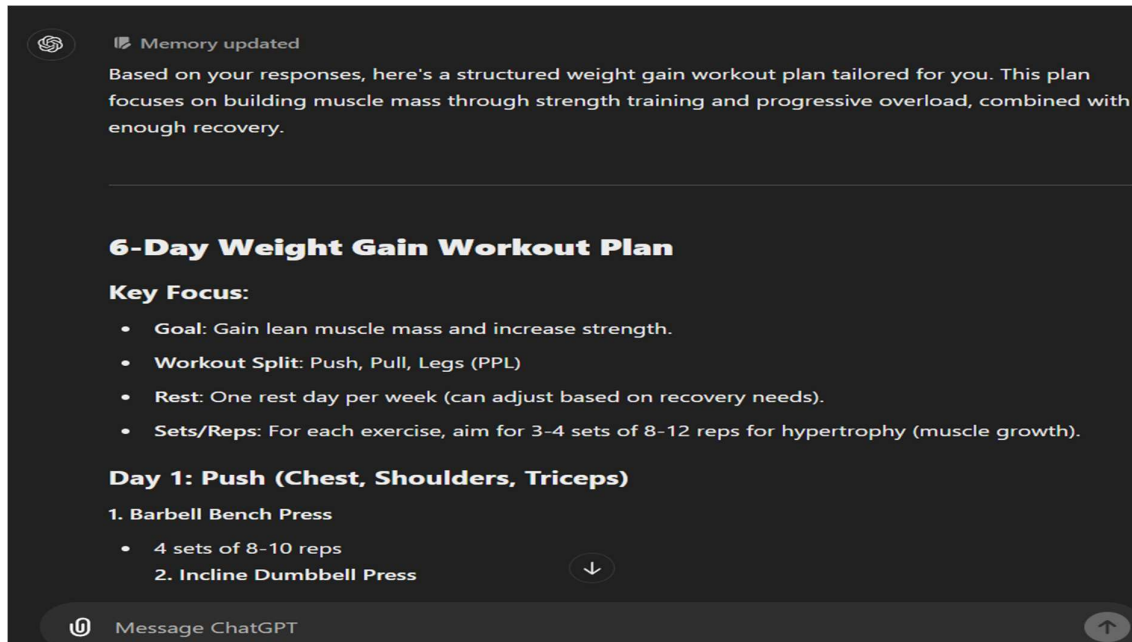 Memory updated
Based on your responses, here's a structured weight gain workout plan tailored for you. This plan
focuses on building muscle mass through strength training and progressive overload, combined with
enough recovery.
6-Day Weight Gain Workout Plan
Key Focus:
• Goal: Gain lean muscle mass and increase strength.
• Workout Split: Push, Pull, Legs (PPL)
• Rest: One rest day per week (can adjust based on recovery needs).
• Sets/Reps: For each exercise, aim for 3-4 sets of 8-12 reps for hypertrophy (muscle growth).
Day 1: Push (Chest, Shoulders, Triceps)
1. Barbell Bench Press
• 4 sets of 8-10 reps
2. Incline Dumbbell Press
Message ChatGPT